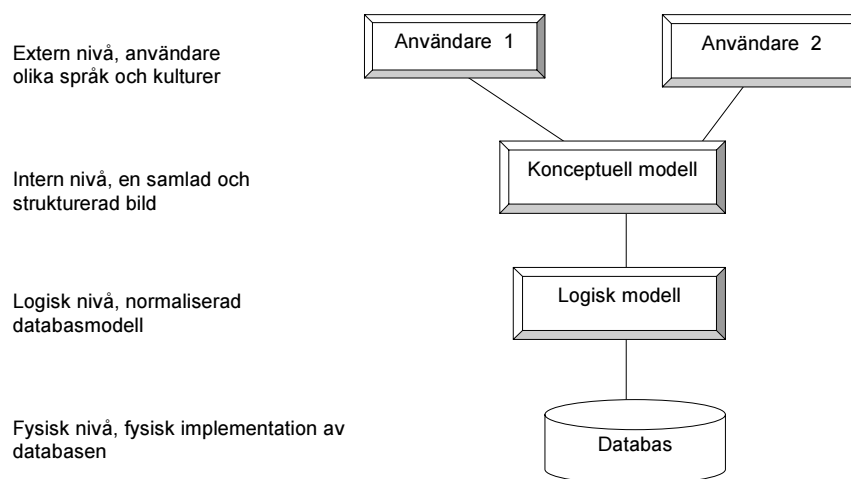 Extern nivå, användare
olika språk och kulturer
Användare 1
Användare 2
Intern nivå, en samlad och
strukturerad bild
Konceptuell modell
Logisk nivå, normaliserad
databasmodell
Logisk modell
Fysisk nivå, fysisk implementation av
databasen
Databas